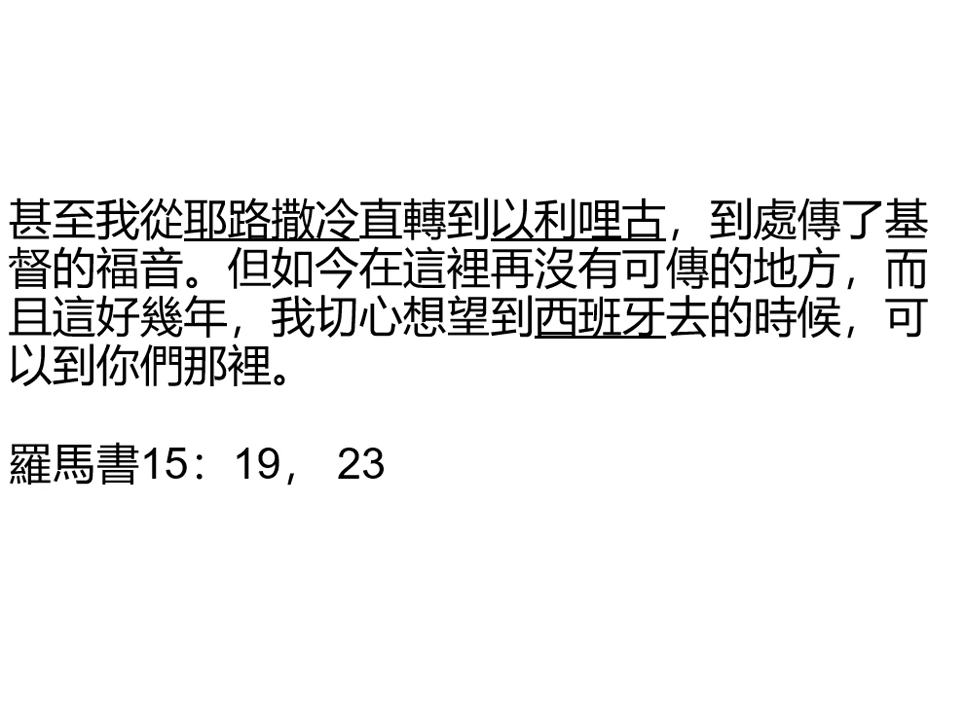 甚至我從耶路撒冷直轉到以利哩古，到處傳了基
督的福音。但如今在這裡再沒有可傳的地方，而
且這好幾年，我切心想望到西班牙去的時候，可
以到你們那裡。
羅馬書15：19， 23